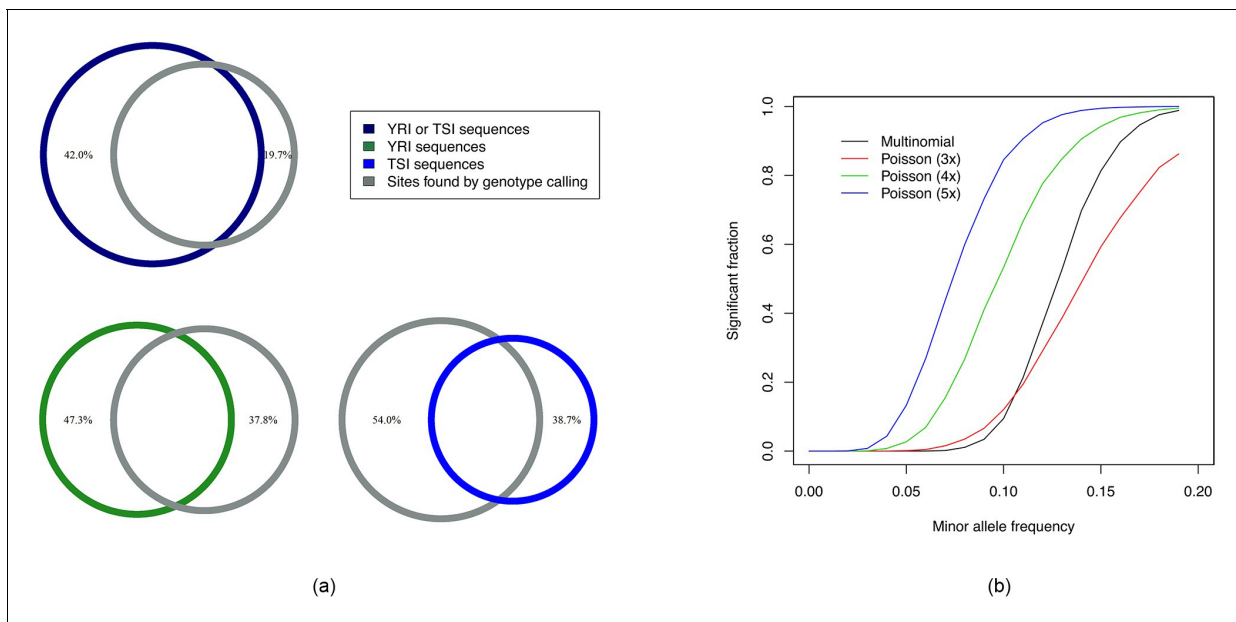 42.0%
19.7%
YRI or TSI sequences
YRI sequences
TSI sequences
Sites found by genotype calling
47.3%
37.8%
54.0%
38.7%
(a)
Significant fraction
1.0
0.8
0.6
0.4
0.2
0.0
Multinomial
Poisson (3x)
Poisson (4x)
Poisson (5x)
0.00 0.05 0.10 0.15 0.20
Minor allele frequency
(b)